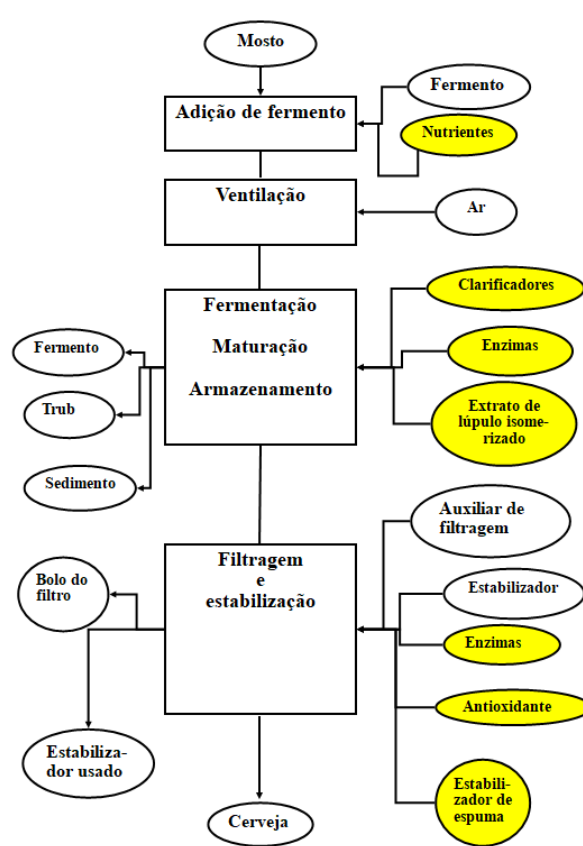 Mosto
Adição de fermento
Fermento
Nutrientes
Ventilação
Ar
Fermentação
Maturação
Armazenamento
Clarificadores
Enzimas
Extrato de
lúpulo isome-
rizado
Fermento
Trub
Sedimento
Filtragem
e
estabilização
Auxiliar de
filtragem
Estabilizador
Enzimas
Antioxidante
Estabili-
zador de
espuma
Bolo do
filtro
Estabiliza-
dor usado
Cerveja